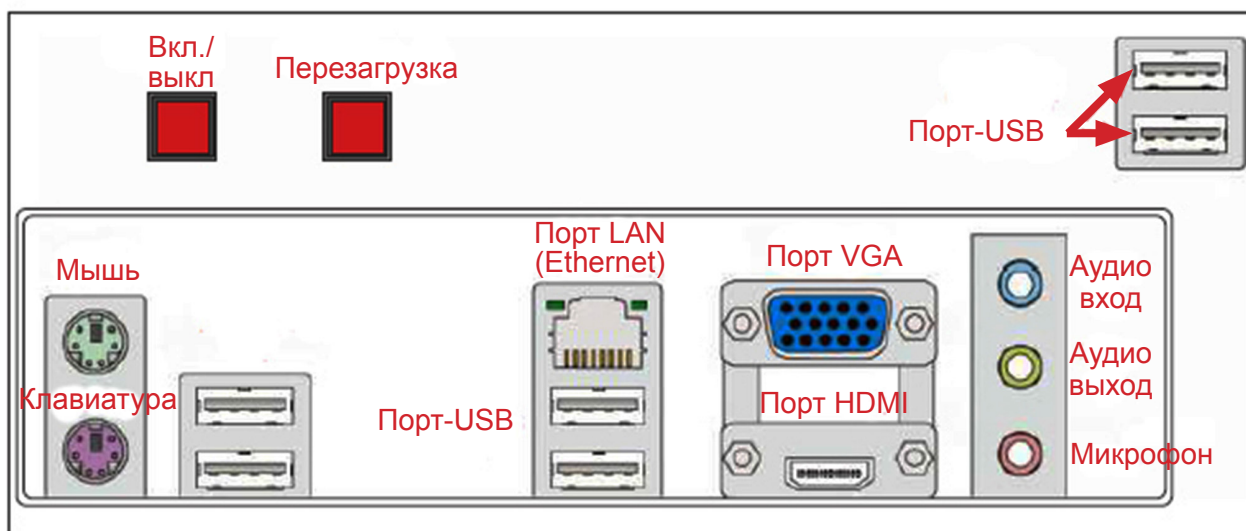 Вкл./
выкл
Перезагрузка
Порт-USB
Мышь
Клавиатура
Порт-USB
Порт LAN
(Ethernet)
Порт VGA
Порт HDMI
Аудио
вход
Аудио
выход
Микрофон